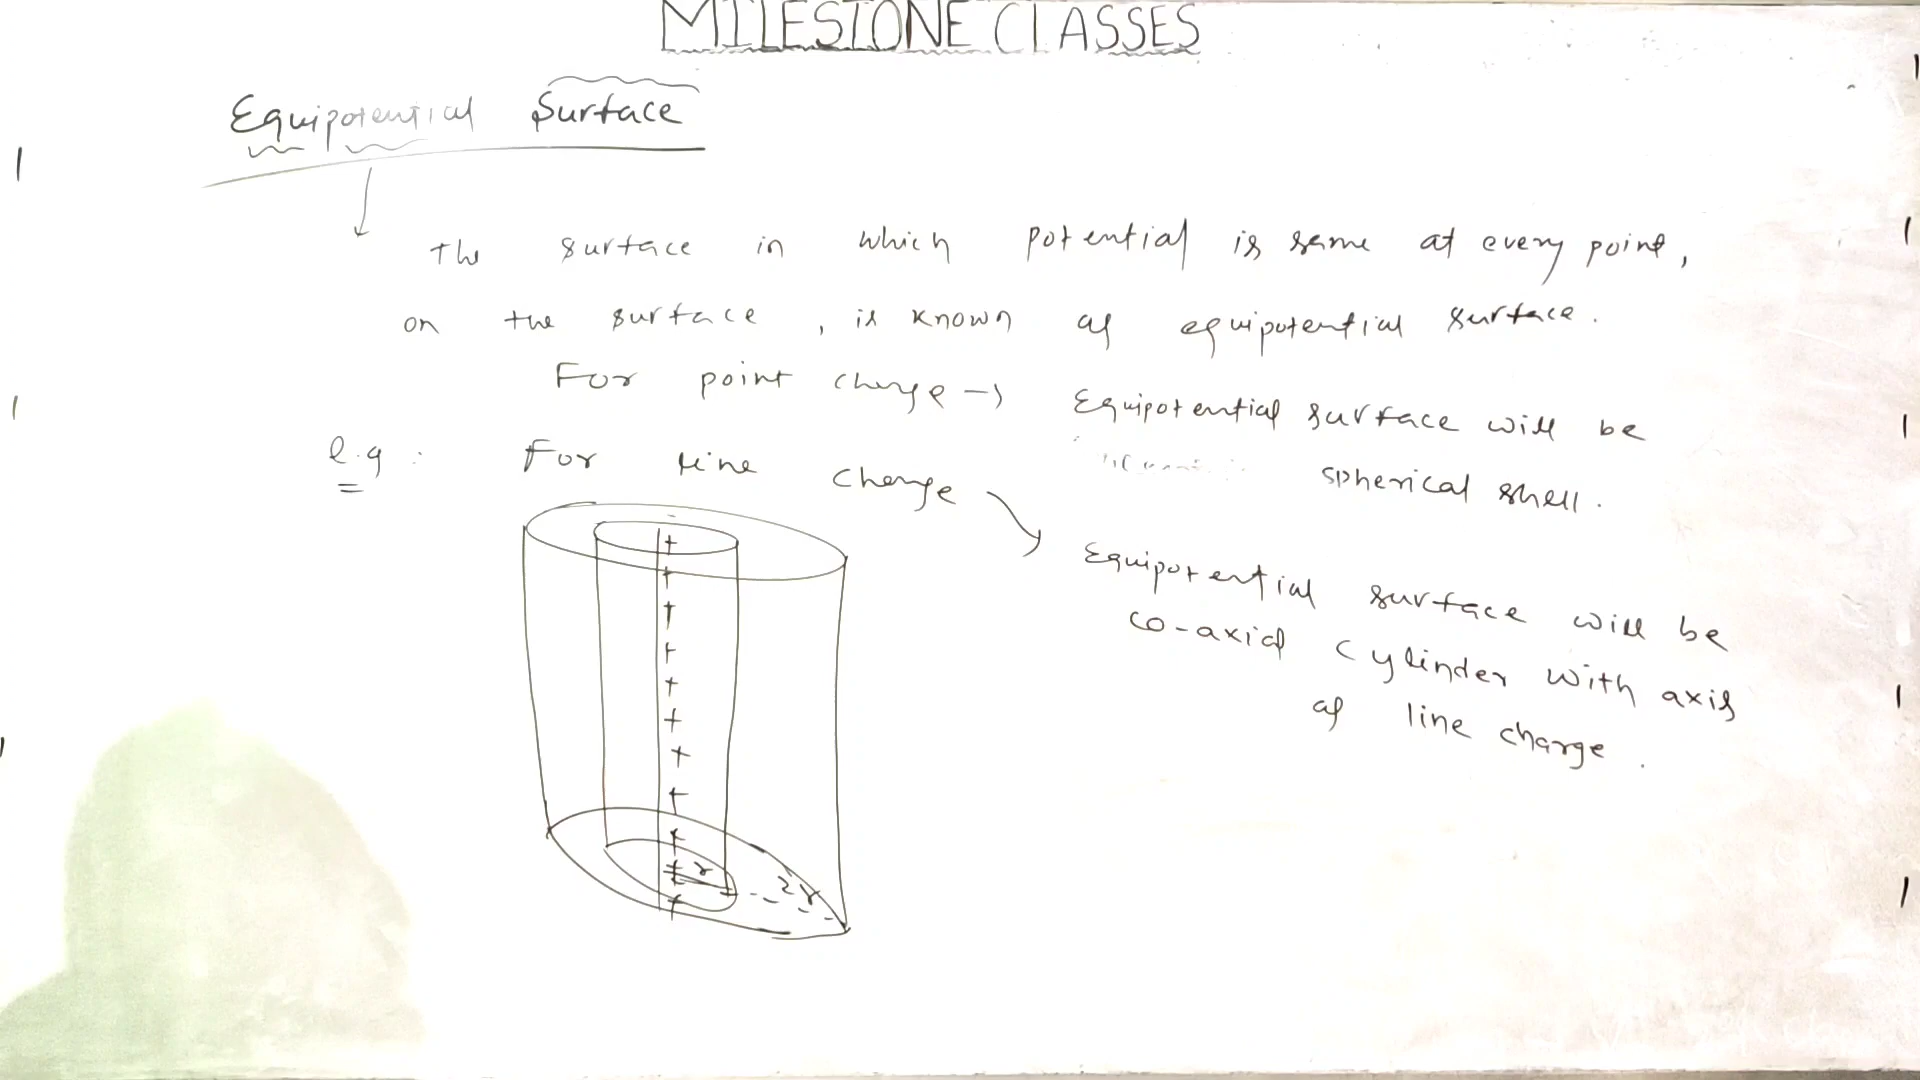 MILESTONE CLASSES
Equipotential Surface
The surface in which potential is same at every point,
on the surface, is known as equipotential surface.
For point charge → Equipotential surface will be
spherical shell.
e.g : For line charge
Equipotential surface will be
co-axial cylinder with axis
as line charge.
r
2r